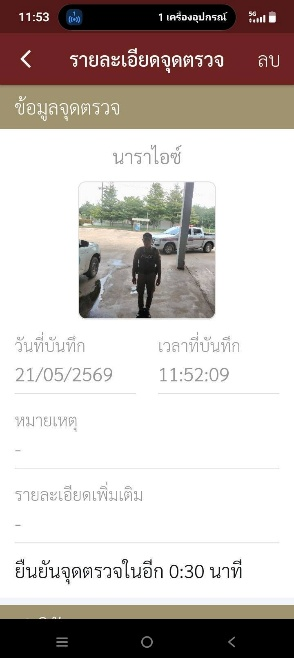 11:53
1
1 เครื่องอุปกรณ์
5G
รายละเอียดจุดตรวจ
ลบ
ข้อมูลจุดตรวจ
นาราไอซ์
วันที่บันทึก
เวลาที่บันทึก
21/05/2569
11:52:09
หมายเหตุ
-
รายละเอียดเพิ่มเติม
-
ยืนยันจุดตรวจในอีก 0:30 นาที